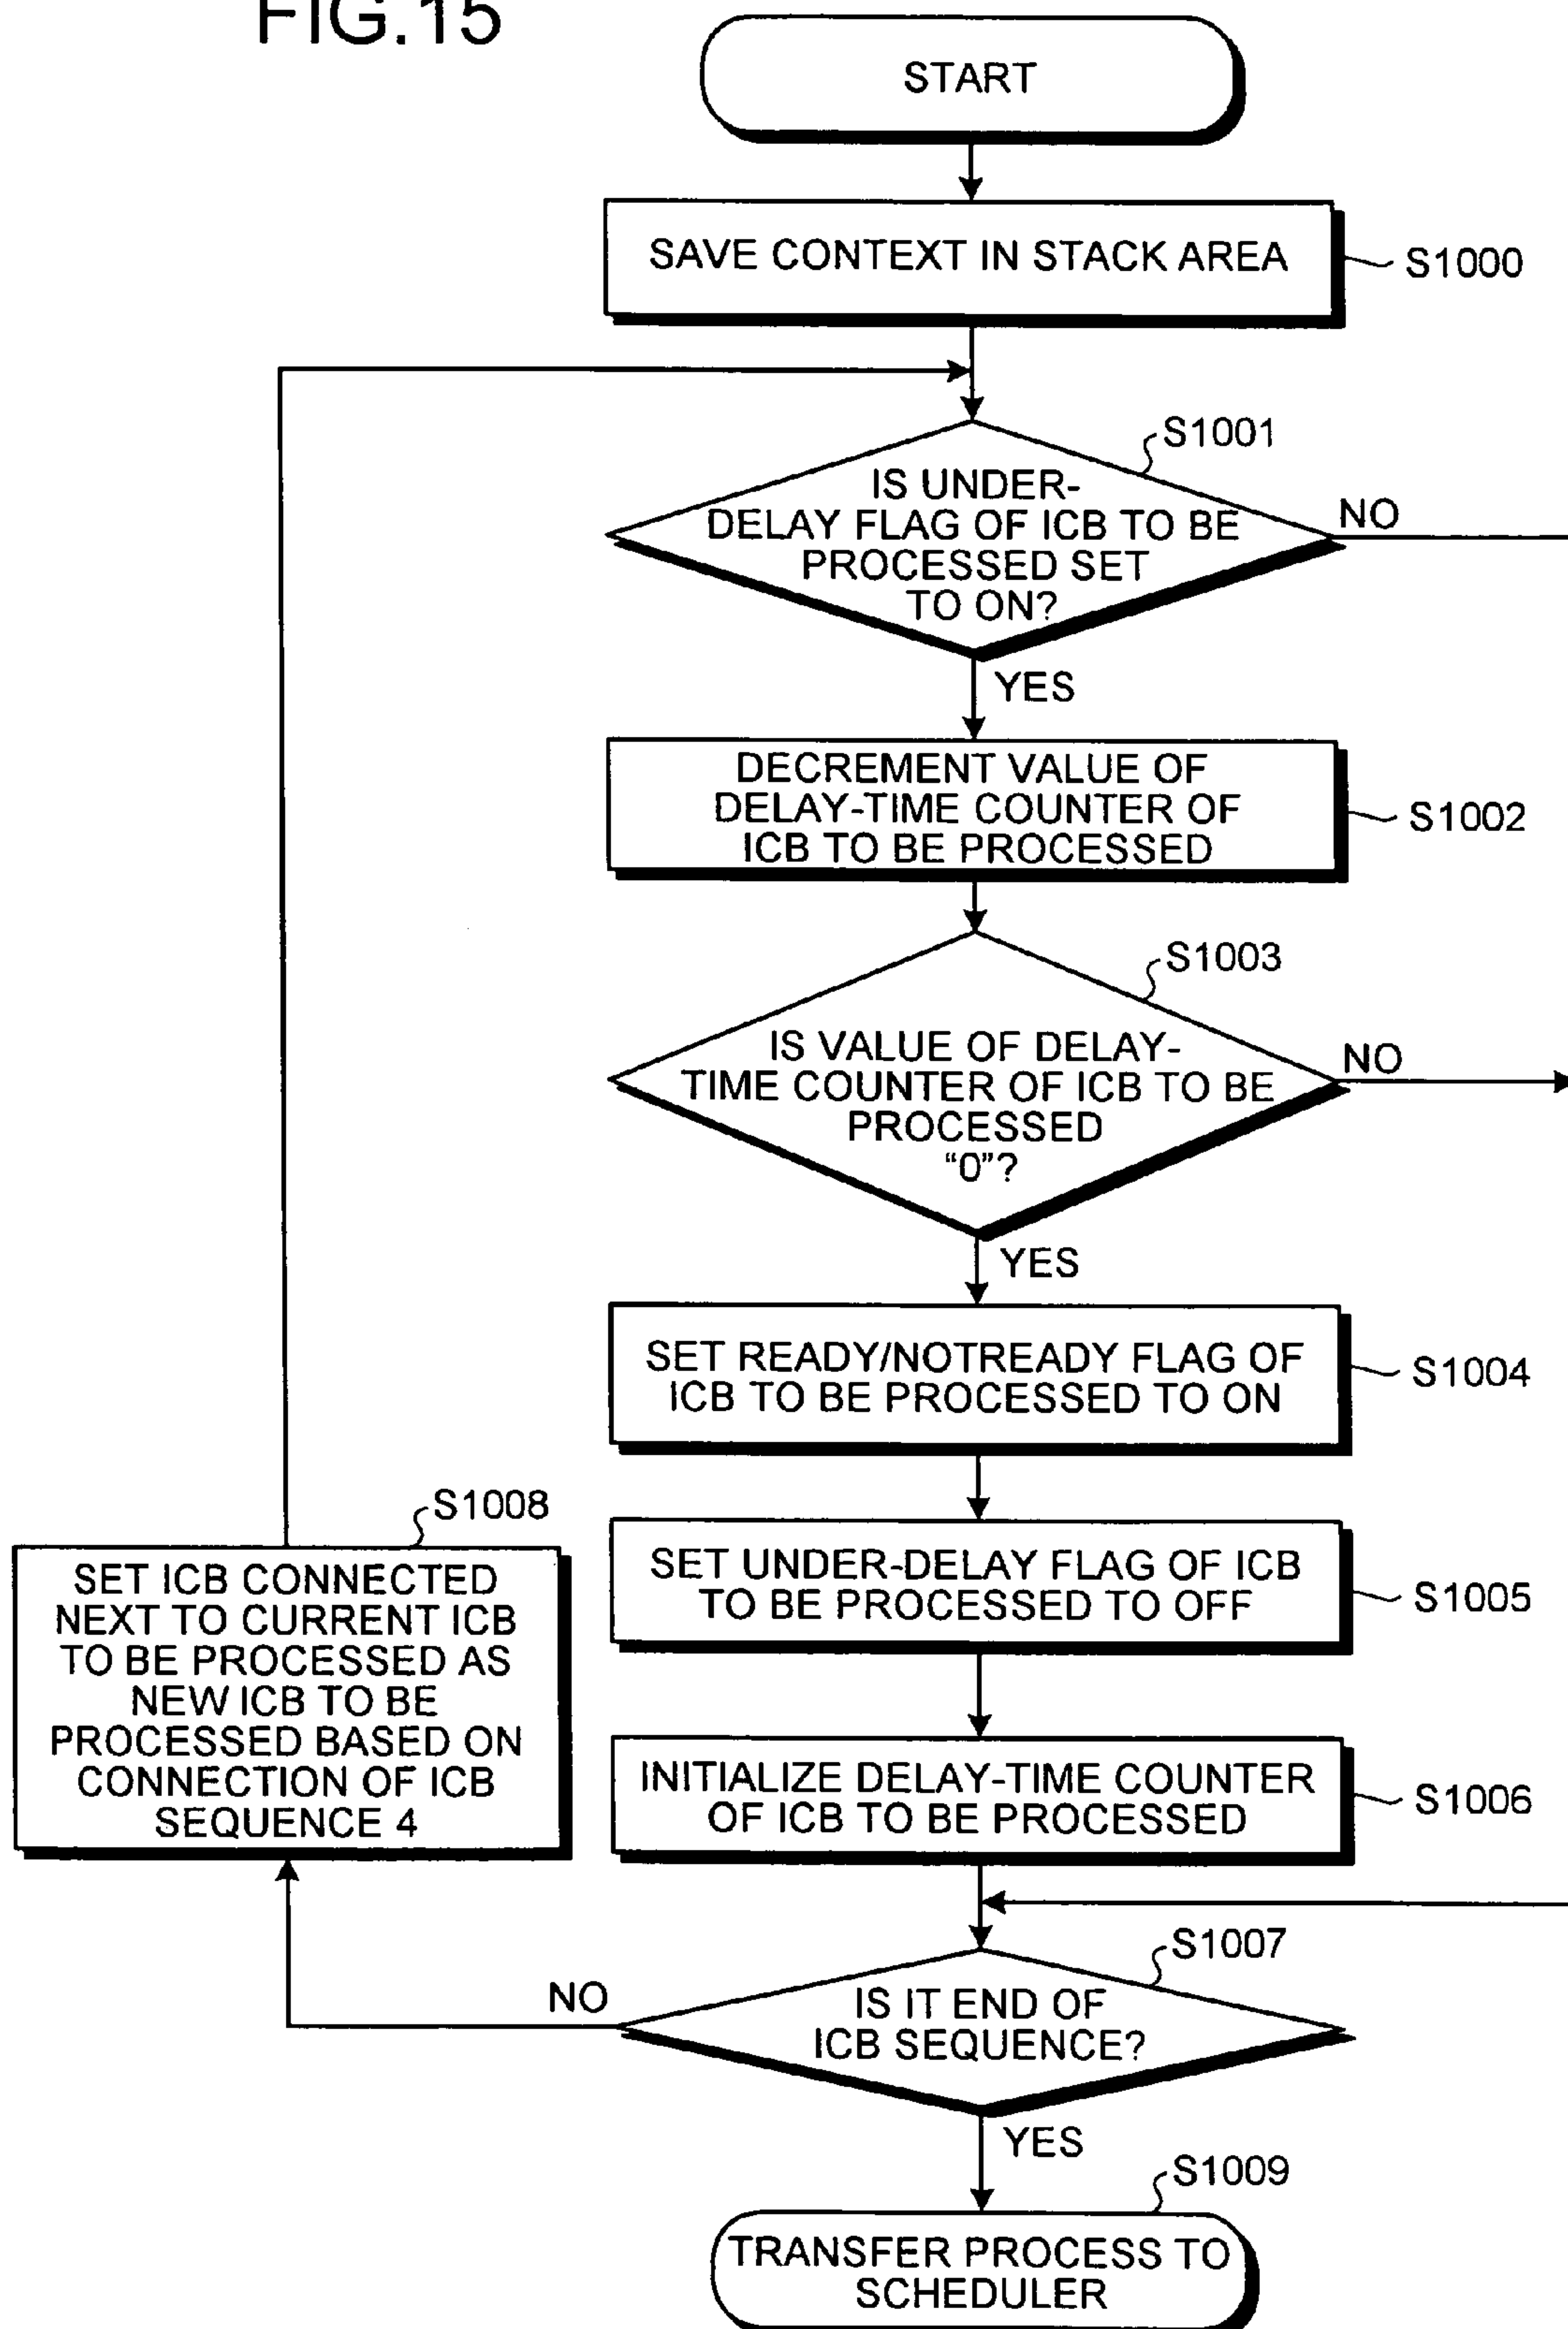 FIG.15
START
SAVE CONTEXT IN STACK AREA
S1000
S1001
IS UNDER-
DELAY FLAG OF ICB TO BE
PROCESSED SET
TO ON?
NO
YES
DECREMENT VALUE OF
DELAY-TIME COUNTER OF
ICB TO BE PROCESSED
S1002
S1003
IS VALUE OF DELAY-
TIME COUNTER OF ICB TO BE
PROCESSED
“0”?
NO
YES
SET READY/NOTREADY FLAG OF
ICB TO BE PROCESSED TO ON
S1004
SET UNDER-DELAY FLAG OF ICB
TO BE PROCESSED TO OFF
S1005
INITIALIZE DELAY-TIME COUNTER
OF ICB TO BE PROCESSED
S1006
S1008
SET ICB CONNECTED
NEXT TO CURRENT ICB
TO BE PROCESSED AS
NEW ICB TO BE
PROCESSED BASED ON
CONNECTION OF ICB
SEQUENCE 4
S1007
IS IT END OF
ICB SEQUENCE?
NO
YES
S1009
TRANSFER PROCESS TO
SCHEDULER